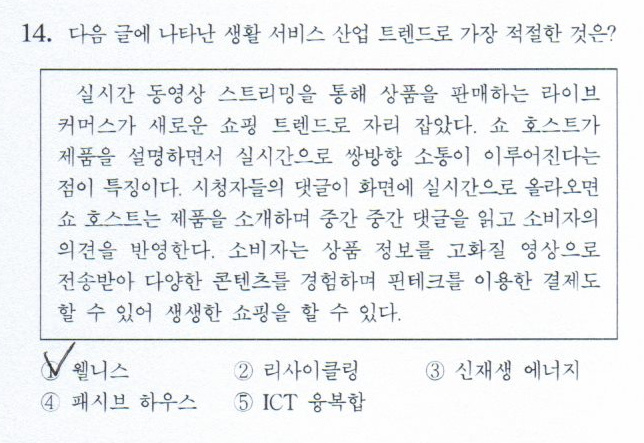 14. 다음 글에 나타난 생활 서비스 산업 트렌드로 가장 적절한 것은?
실시간 동영상 스트리밍을 통해 상품을 판매하는 라이브
커머스가 새로운 쇼핑 트렌드로 자리 잡았다. 쇼 호스트가
제품을 설명하면서 실시간으로 쌍방향 소통이 이루어진다는
점이 특징이다. 시청자들의 댓글이 화면에 실시간으로 올라오면
쇼 호스트는 제품을 소개하며 중간 중간 댓글을 읽고 소비자의
의견을 반영한다. 소비자는 상품 정보를 고화질 영상으로
전송받아 다양한 콘텐츠를 경험하며 핀테크를 이용한 결제도
할 수 있어 생생한 쇼핑을 할 수 있다.
① 웰니스 ② 리사이클링 ③ 신재생 에너지
④ 패시브 하우스 ⑤ ICT 융복합